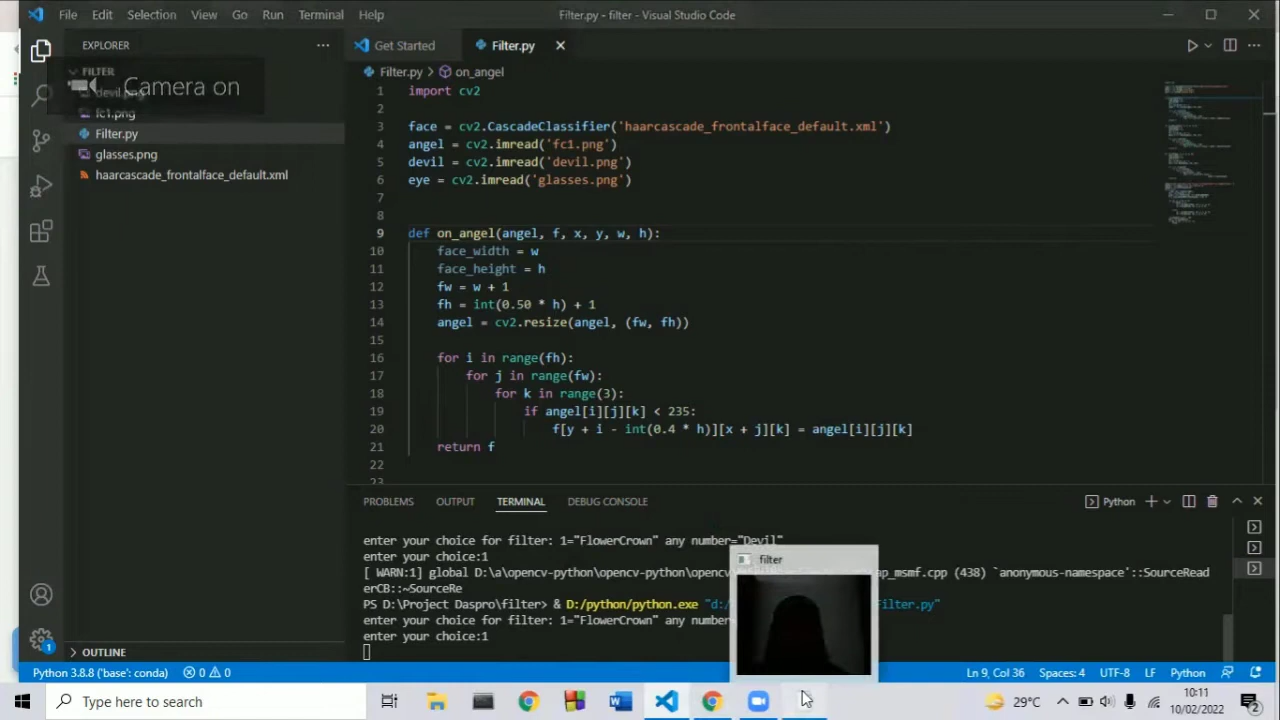 File Edit Selection View Go Run Terminal Help Filter.py - filter - Visual Studio Code
EXPLORER
Get Started Filter.py
FILTER
Camera on
Filter.py > on_angel
devil.png
fc1.png
Filter.py
glasses.png
haarcascade_frontalface_default.xml
1 import cv2
2
3 face = cv2.CascadeClassifier('haarcascade_frontalface_default.xml')
4 angel = cv2.imread('fc1.png')
5 devil = cv2.imread('devil.png')
6 eye = cv2.imread('glasses.png')
7
8
9 def on_angel(angel, f, x, y, w, h):
10 face_width = w
11 face_height = h
12 fw = w + 1
13 fh = int(0.50 * h) + 1
14 angel = cv2.resize(angel, (fw, fh))
15
16 for i in range(fh):
17 for j in range(fw):
18 for k in range(3):
19 if angel[i][j][k] < 235:
20 f[y + i - int(0.4 * h)][x + j][k] = angel[i][j][k]
21 return f
22
23
PROBLEMS OUTPUT TERMINAL DEBUG CONSOLE Python
enter your choice for filter: 1="FlowerCrown" any number="Devil"
enter your choice:1
[ WARN:1] global D:\a\opencv-python\opencv-python\openc ap_msmf.cpp (438) `anonymous-namespace'::SourceRead
erCB::~SourceRe
PS D:\Project Daspro\filter> & D:/python/python.exe "d:/ Filter.py"
enter your choice for filter: 1="FlowerCrown" any number
enter your choice:1
filter
OUTLINE
Python 3.8.8 ('base': conda) 0 0 Ln 9, Col 36 Spaces: 4 UTF-8 LF Python
1
Type here to search
29°C
10:11
10/02/2022
2